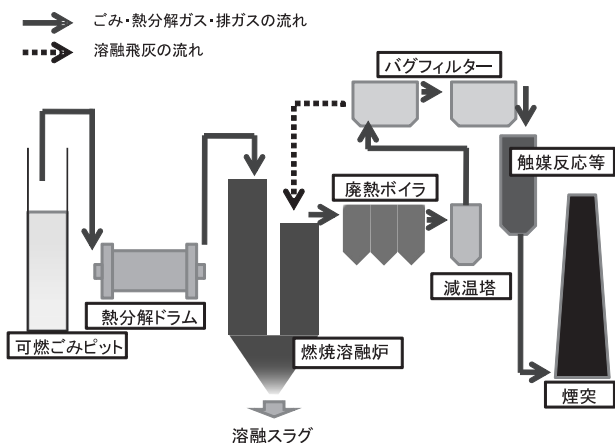 ごみ・熱分解ガス・排ガスの流れ
溶融飛灰の流れ
バグフィルター
触媒反応等
廃熱ボイラ
減温塔
熱分解ドラム
可燃ごみピット
燃焼溶融炉
煙突
溶融スラグ